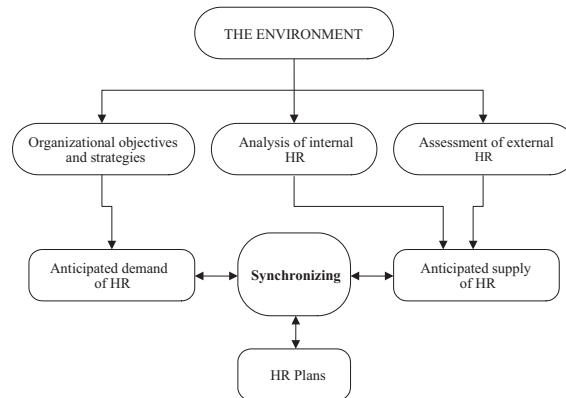 THE ENVIRONMENT
Organizational objectives
and strategies
Analysis of internal
HR
Assessment of external
HR
Anticipated demand
of HR
Synchronizing
Anticipated supply
of HR
HR Plans